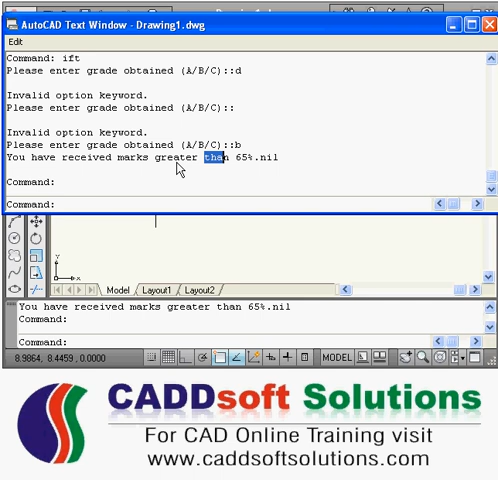 AutoCAD Text Window - Drawing1.dwg
Edit
Command: ift
Please enter grade obtained (A/B/C)::d
Invalid option keyword.
Please enter grade obtained (A/B/C)::
Invalid option keyword.
Please enter grade obtained (A/B/C)::b
You have received marks greater than 65%.nil
Command:
Command:
Y
X
Model Layout1 Layout2
You have received marks greater than 65%.nil
Command:
Command:
8.9864, 8.4459, 0.0000 MODEL
CADDsoft Solutions
For CAD Online Training visit
www.caddsoftsolutions.com